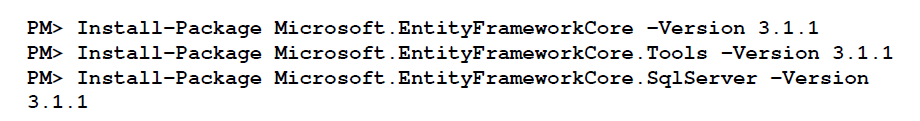 PM> Install-Package Microsoft.EntityFrameworkCore -Version 3.1.1
PM> Install-Package Microsoft.EntityFrameworkCore.Tools -Version 3.1.1
PM> Install-Package Microsoft.EntityFrameworkCore.SqlServer -Version
3.1.1